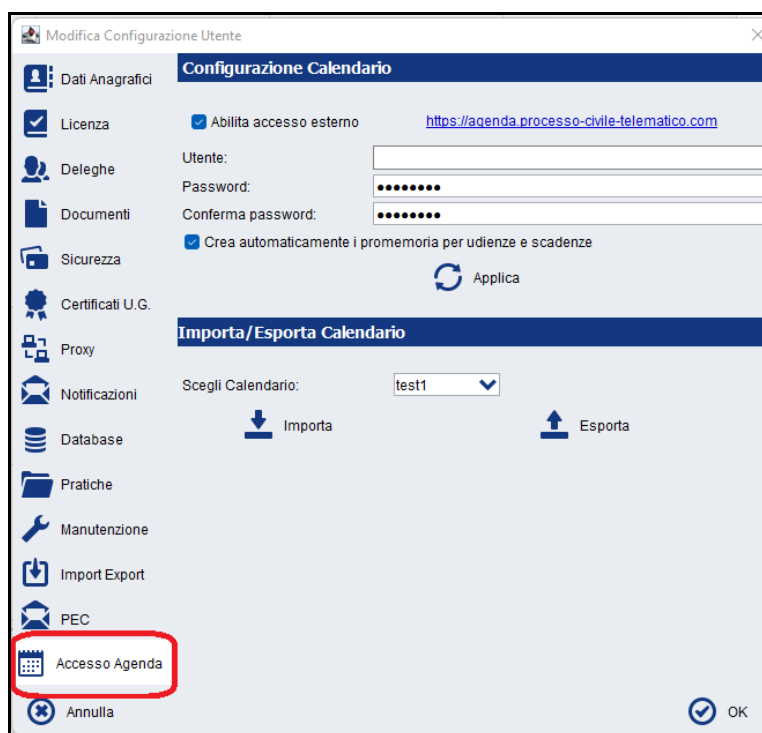 Modifica Configurazione Utente
Dati Anagrafici
Licenza
Deleghe
Documenti
Sicurezza
Certificati U.G.
Proxy
Notificazioni
Database
Pratiche
Manutenzione
Import Export
PEC
Accesso Agenda
Annulla
Configurazione Calendario
Abilita accesso esterno https://agenda.processo-civile-telematico.com
Utente:
Password: ●●●●●●●●
Conferma password: ●●●●●●●●
Crea automaticamente i promemoria per udienze e scadenze
Applica
Importa/Esporta Calendario
Scegli Calendario: test1
Importa Esporta
OK